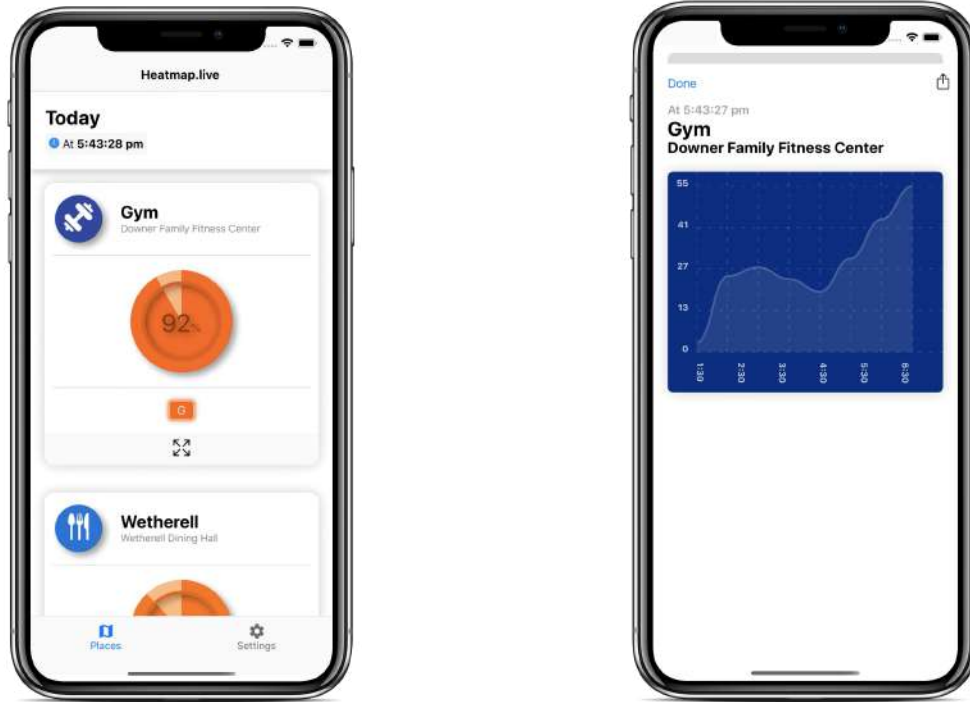 Heatmap.live
Today
At 5:43:28 pm
Gym
Downer Family Fitness Center
92%
G
Wetherell
Wetherell Dining Hall
Places
Settings
Done
At 5:43:27 pm
Gym
Downer Family Fitness Center
55
41
27
13
0
1:30
2:30
3:30
4:30
5:30
6:30